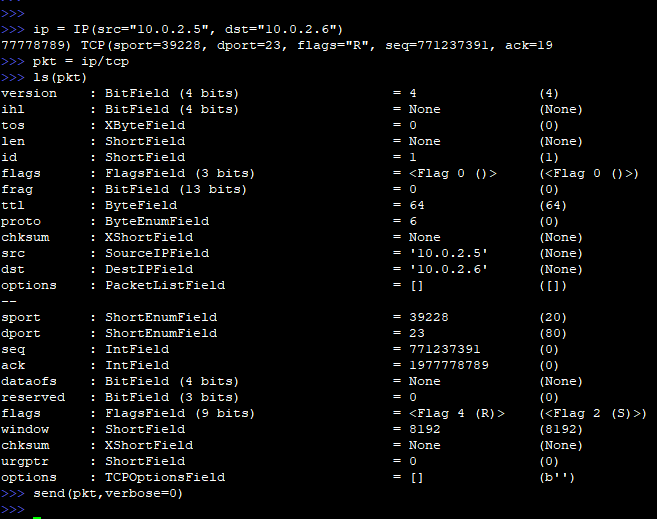 >>>
>>>
>>> ip = IP(src="10.0.2.5", dst="10.0.2.6")
77778789) TCP(sport=39228, dport=23, flags="R", seq=771237391, ack=19
>>> pkt = ip/tcp
>>> ls(pkt)
version    : BitField (4 bits)                   = 4               (4)
ihl        : BitField (4 bits)                   = None            (None)
tos        : XByteField                          = 0               (0)
len        : ShortField                          = None            (None)
id         : ShortField                          = 1               (1)
flags      : FlagsField (3 bits)                 = <Flag 0 ()>     (<Flag 0 ()>)
frag       : BitField (13 bits)                  = 0               (0)
ttl        : ByteField                           = 64              (64)
proto      : ByteEnumField                       = 6               (0)
chksum     : XShortField                         = None            (None)
src        : SourceIPField                       = '10.0.2.5'      (None)
dst        : DestIPField                         = '10.0.2.6'      (None)
options    : PacketListField                     = []              ([])
--
sport      : ShortEnumField                      = 39228           (20)
dport      : ShortEnumField                      = 23              (80)
seq        : IntField                            = 771237391       (0)
ack        : IntField                            = 1977778789      (0)
dataofs    : BitField (4 bits)                   = None            (None)
reserved   : BitField (3 bits)                   = 0               (0)
flags      : FlagsField (9 bits)                 = <Flag 4 (R)>    (<Flag 2 (S)>)
window     : ShortField                          = 8192            (8192)
chksum     : XShortField                         = None            (None)
urgptr     : ShortField                          = 0               (0)
options    : TCPOptionsField                     = []              (b'')
>>> send(pkt,verbose=0)
>>>